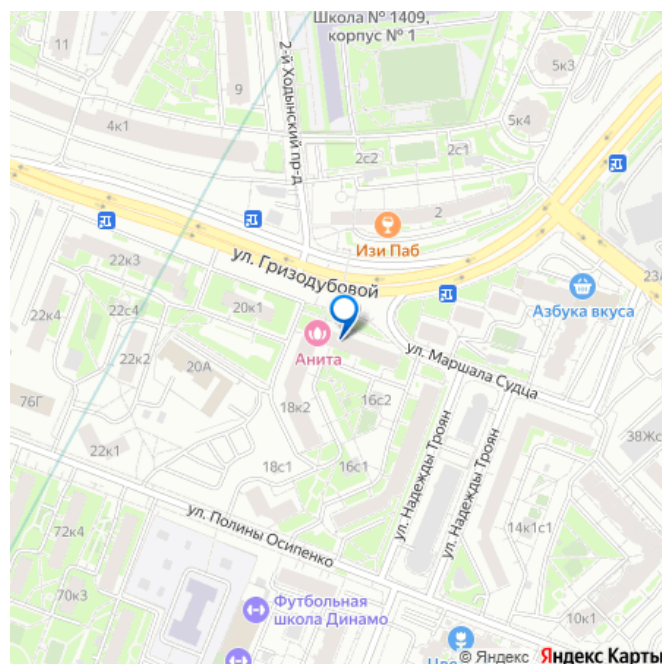 Школа № 1409,
корпус № 1
11
9
5к3
2-й Ходынский пр-д
4к1
5к4
2с2
2с1
2
Изи Паб
ул. Гризодубовой
22к3
22с4
20к1
22к4
23
Азбука вкуса
Анита
ул. Маршала Судца
22к2
20А
76Г
18к2
16с2
22к1
18с1
16с1
ул. Надежды Троян
ул. Надежды Троян
38Жс
14к1с1
ул. Полины Осипенко
72к4
70к3
Футбольная
школа Динамо
10к1
© Яндекс Яндекс Карты